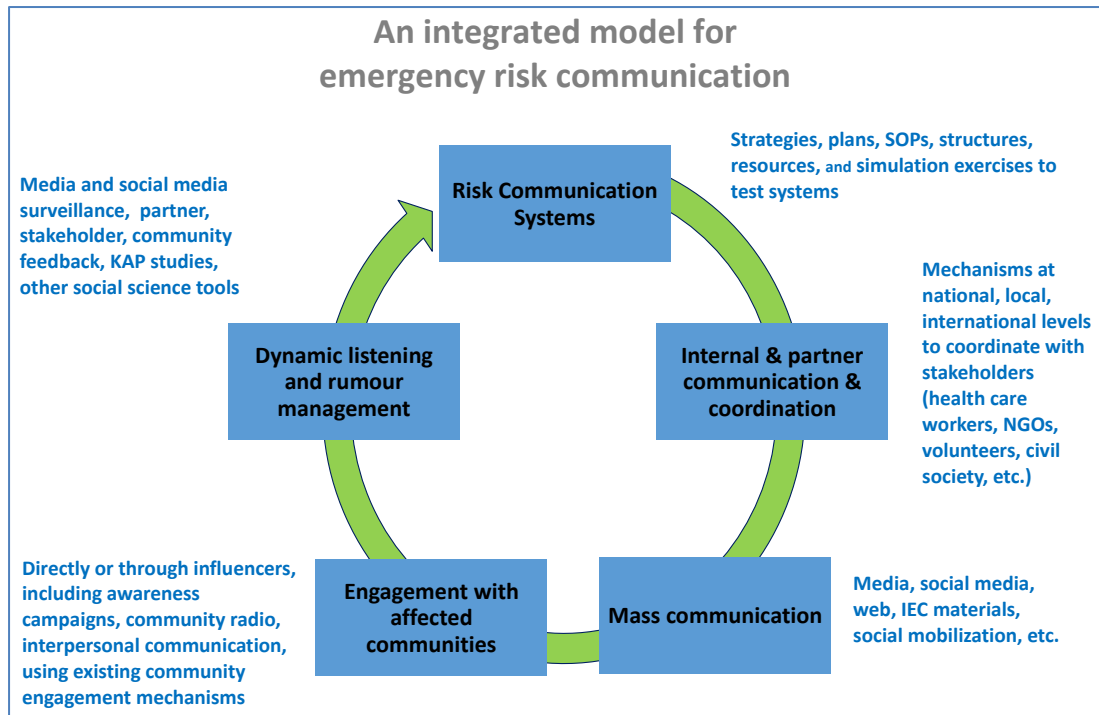 An integrated model for
emergency risk communication
Risk Communication
Systems
Strategies, plans, SOPs, structures,
resources, and simulation exercises to
test systems
Internal & partner
communication &
coordination
Mechanisms at
national, local,
international levels
to coordinate with
stakeholders
(health care
workers, NGOs,
volunteers, civil
society, etc.)
Mass communication
Media, social media,
web, IEC materials,
social mobilization, etc.
Engagement with
affected
communities
Directly or through influencers,
including awareness
campaigns, community radio,
interpersonal communication,
using existing community
engagement mechanisms
Dynamic listening
and rumour
management
Media and social media
surveillance, partner,
stakeholder, community
feedback, KAP studies,
other social science tools